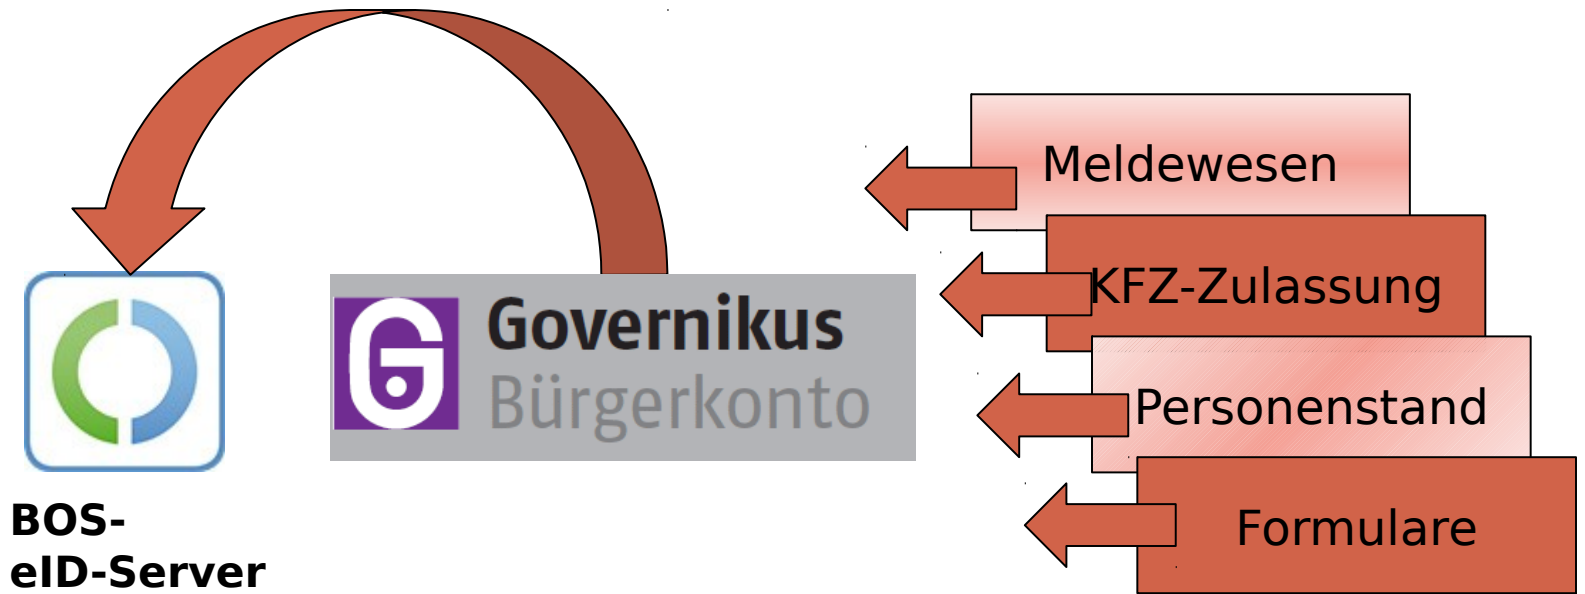 Meldewesen
KFZ-Zulassung
Governikus
Bürgerkonto
Personenstand
Formulare
BOS-
eID-Server